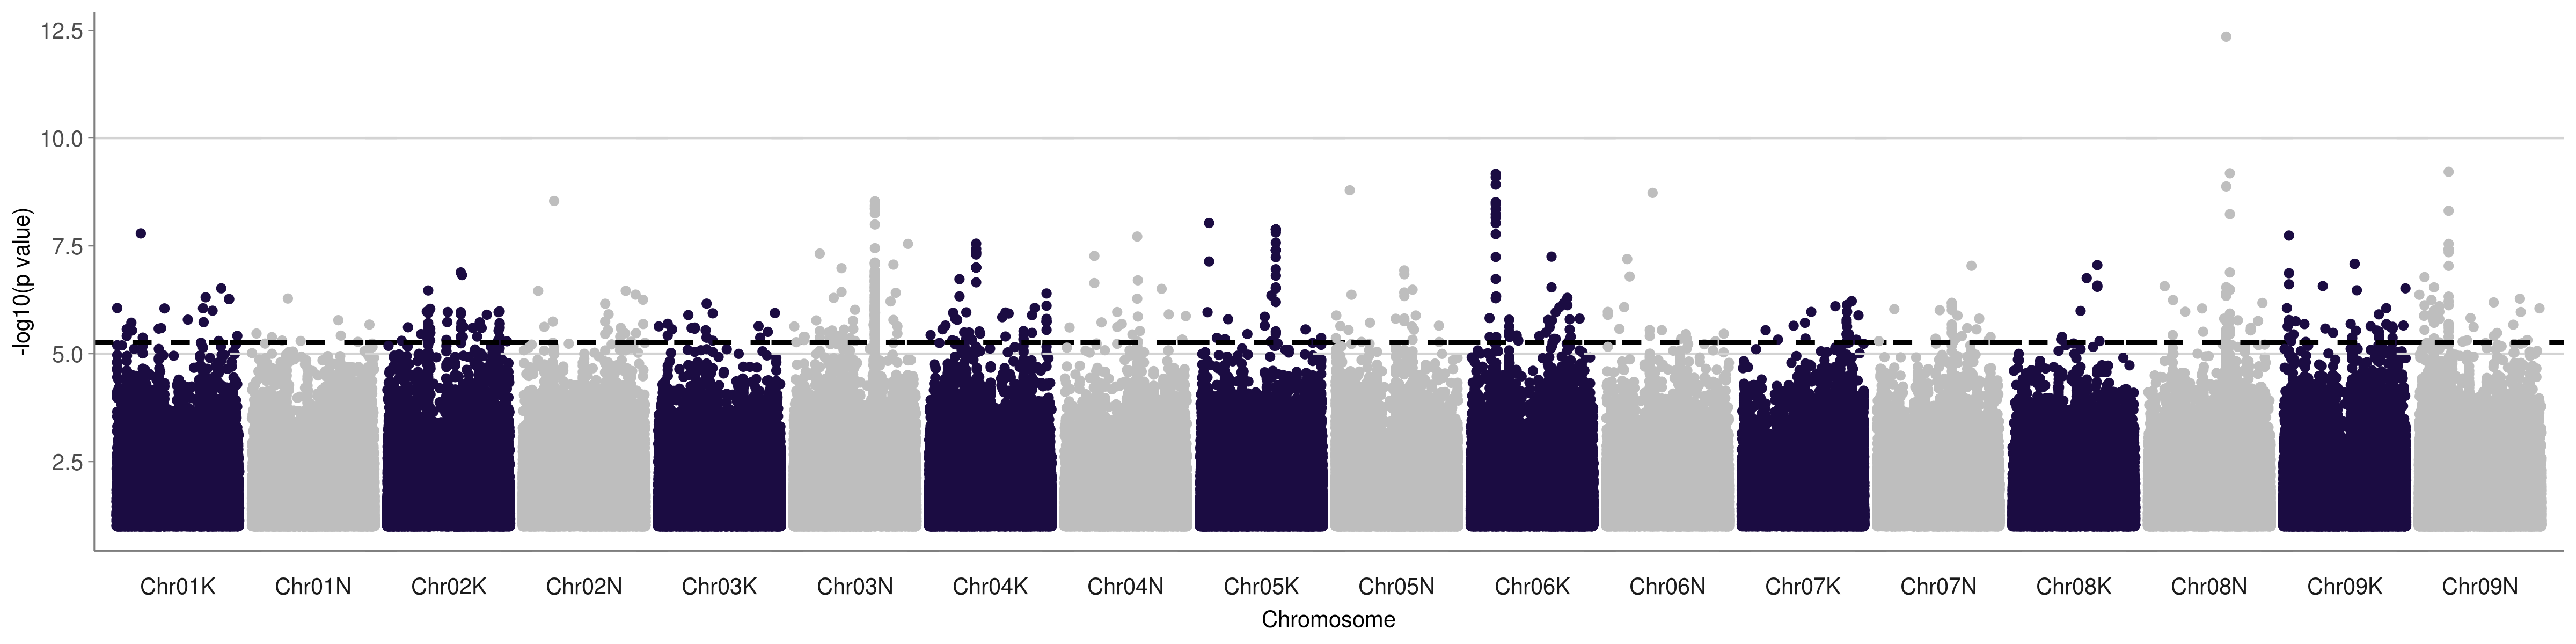 12.5
10.0
7.5
5.0
2.5
-log10(p value)
Chr01K Chr01N Chr02K Chr02N Chr03K Chr03N Chr04K Chr04N Chr05K Chr05N Chr06K Chr06N Chr07K Chr07N Chr08K Chr08N Chr09K Chr09N
Chromosome